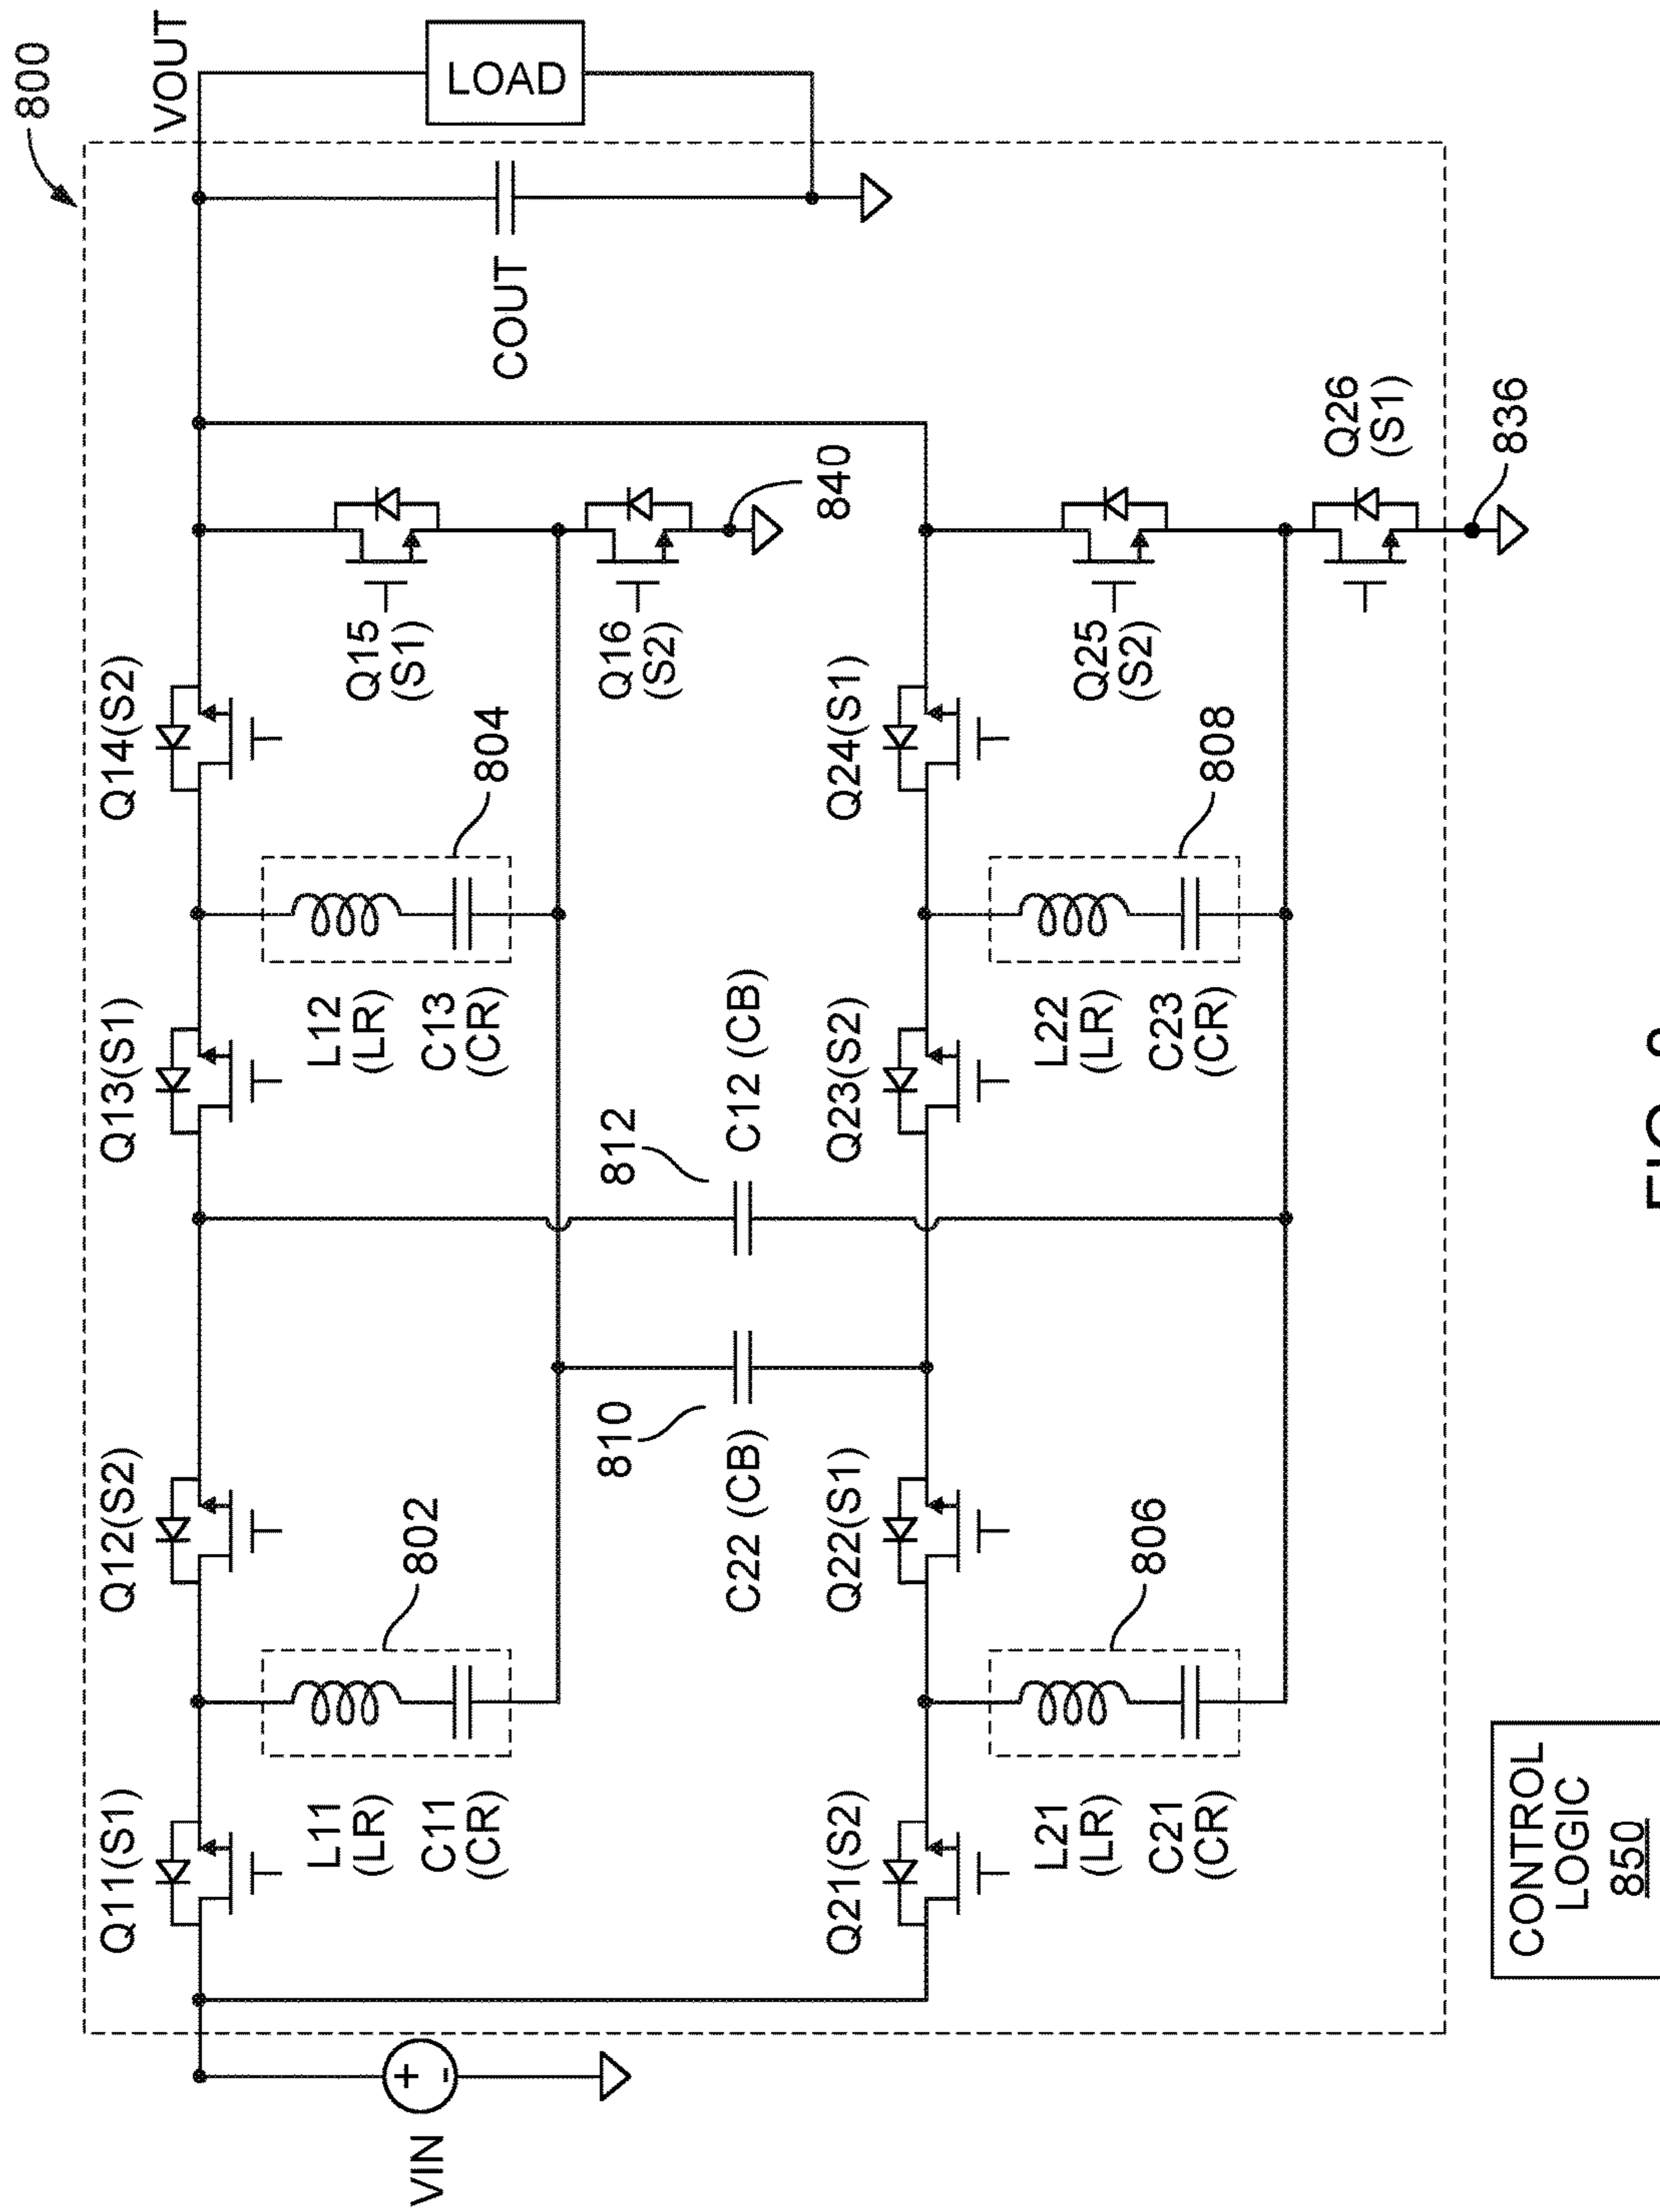 800
VOUT
LOAD
COUT
Q11(S1)
Q12(S2)
Q13(S1)
Q14(S2)
L11
(LR)
C11
(CR)
802
L12
(LR)
C13
(CR)
804
Q15
(S1)
Q16
(S2)
840
VIN
810
C22 (CB)
812
C12 (CB)
Q21(S2)
Q22(S1)
Q23(S2)
Q24(S1)
L21
(LR)
C21
(CR)
806
L22
(LR)
C23
(CR)
808
Q25
(S2)
Q26
(S1)
836
CONTROL
LOGIC
850
FIG.